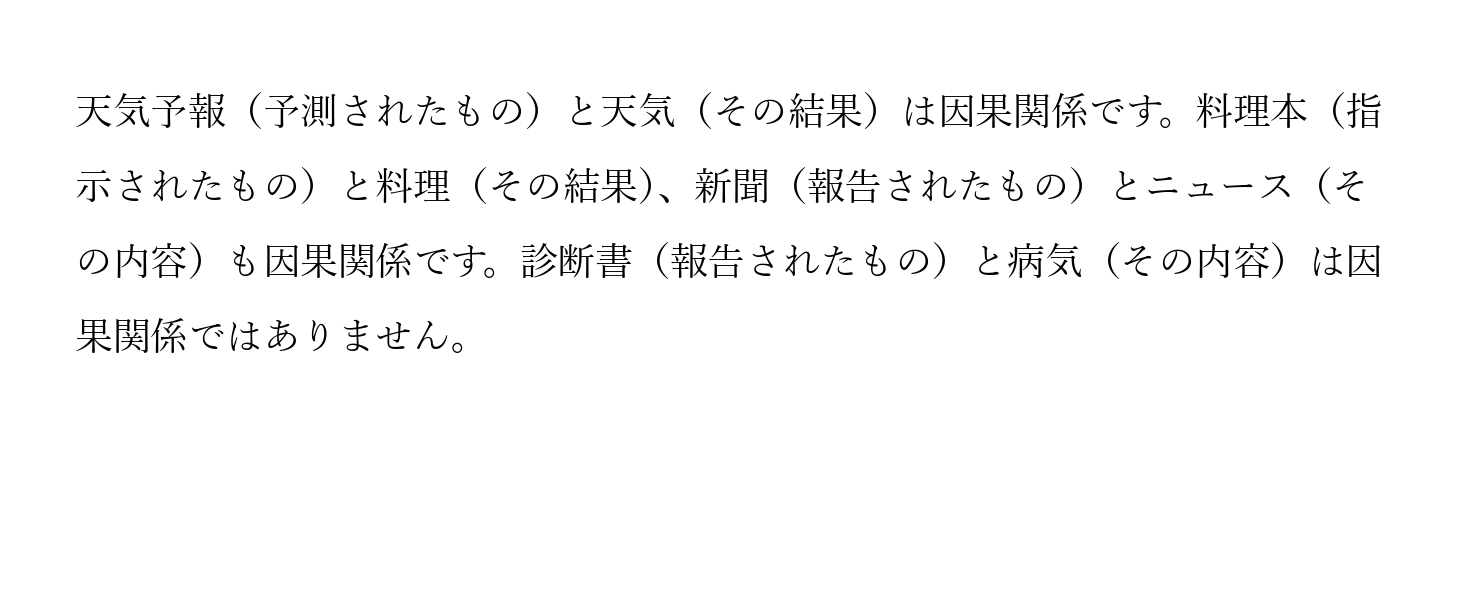 天気予報（予測されたもの）と天気（その結果）は因果関係です。料理本（指
示されたもの）と料理（その結果）、新聞（報告されたもの）とニュース（そ
の内容）も因果関係です。診断書（報告されたもの）と病気（その内容）は因
果関係ではありません。